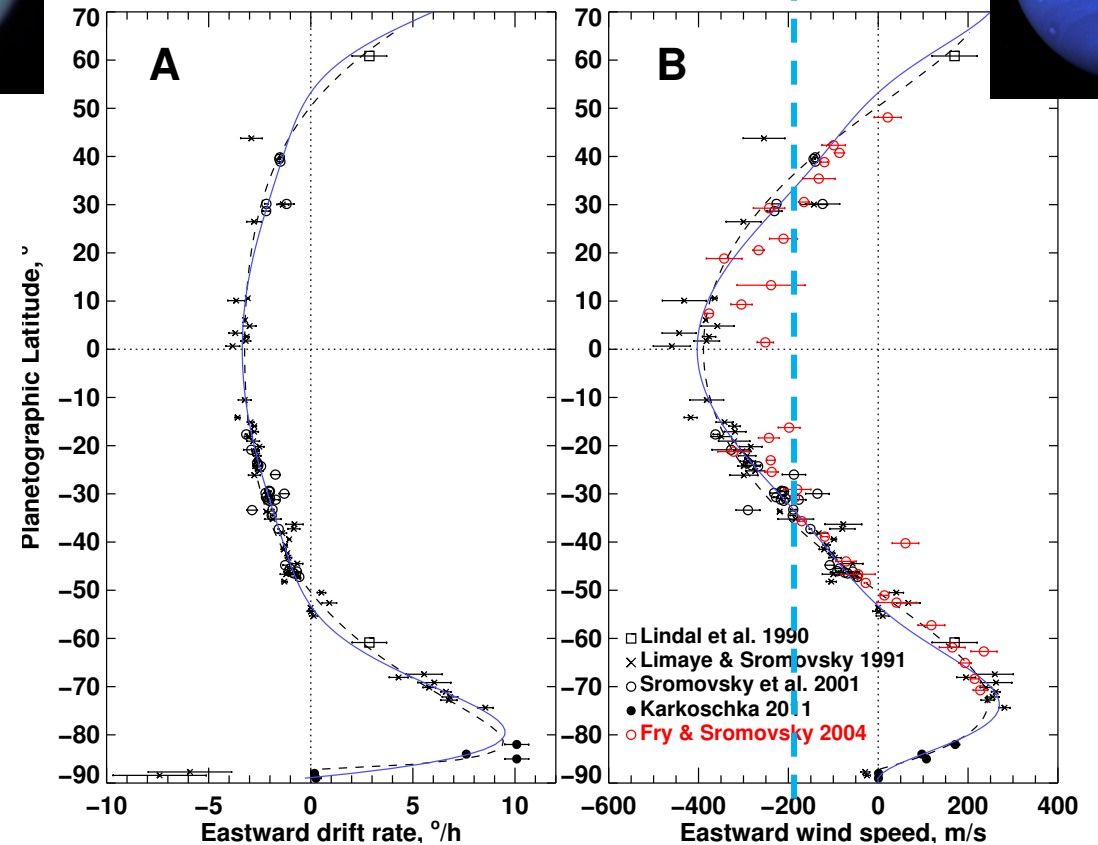 A
B
70
60
50
40
30
20
10
0
−10
−20
−30
−40
−50
−60
−70
−80
−90
Planetographic Latitude, °
−10 −5 0 5 10
Eastward drift rate, °/h
70
60
50
40
30
20
10
0
−10
−20
−30
−40
−50
−60
−70
−80
−90
Lindal et al. 1990
Limaye & Sromovsky 1991
Sromovsky et al. 2001
Karkoschka 2011
Fry & Sromovsky 2004
−600 −400 −200 0 200 400
Eastward wind speed, m/s